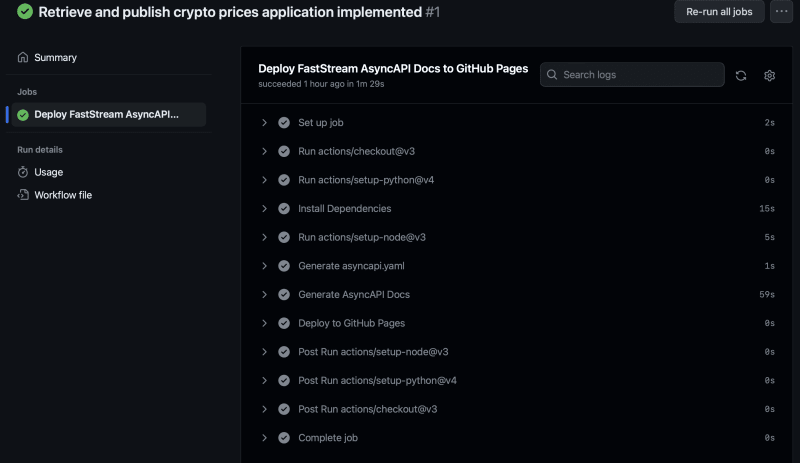 Retrieve and publish crypto prices application implemented #1
Re-run all jobs
Summary
Jobs
Deploy FastStream AsyncAPI...
Run details
Usage
Workflow file
Deploy FastStream AsyncAPI Docs to GitHub Pages
succeeded 1 hour ago in 1m 29s
Search logs
Set up job 2s
Run actions/checkout@v3 0s
Run actions/setup-python@v4 0s
Install Dependencies 15s
Run actions/setup-node@v3 5s
Generate asyncapi.yaml 1s
Generate AsyncAPI Docs 59s
Deploy to GitHub Pages 0s
Post Run actions/setup-node@v3 0s
Post Run actions/setup-python@v4 0s
Post Run actions/checkout@v3 0s
Complete job 0s